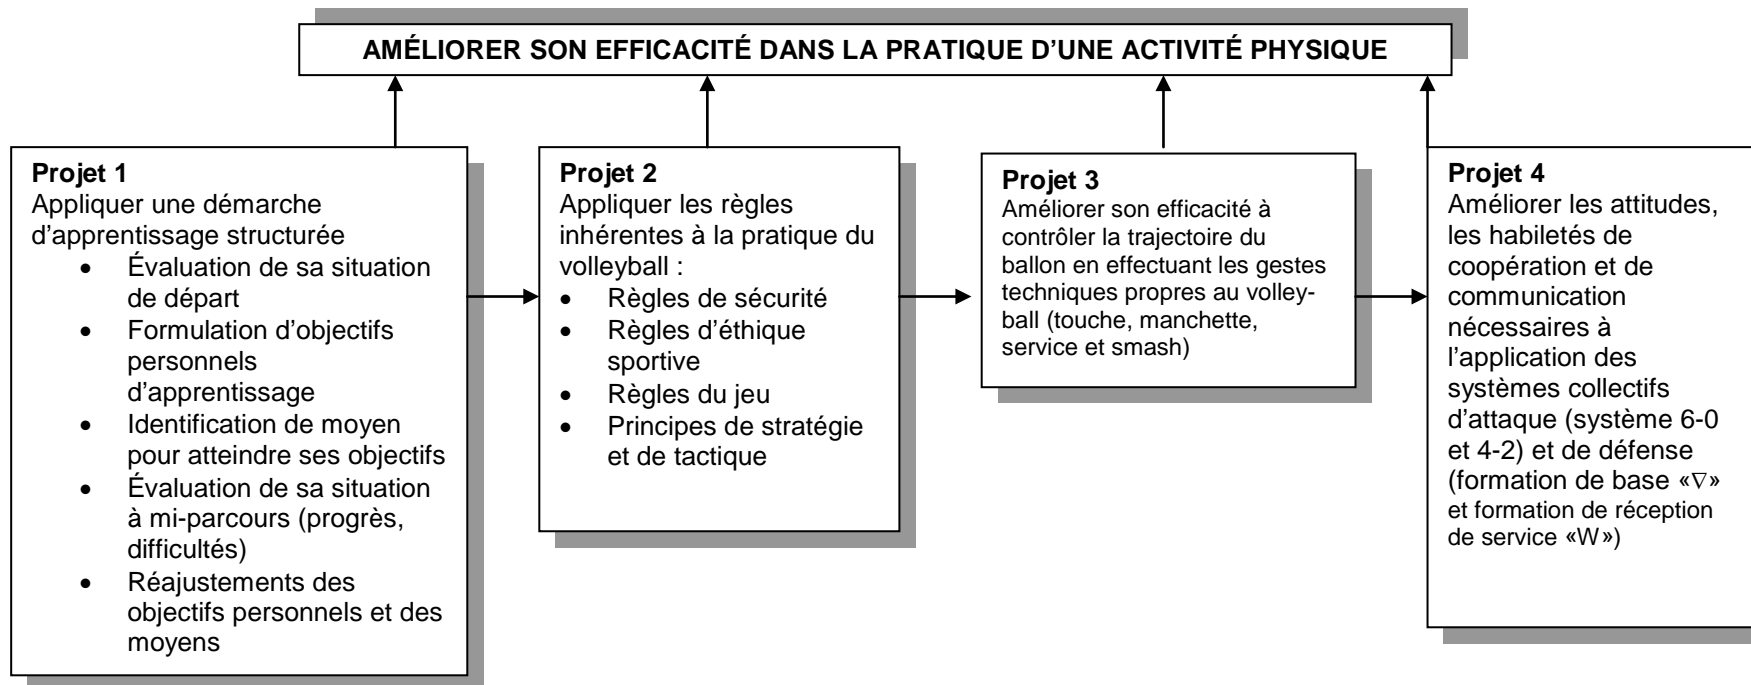 AMÉLIORER SON EFFICACITÉ DANS LA PRATIQUE D'UNE ACTIVITÉ PHYSIQUE
Projet 1
Appliquer une démarche
d'apprentissage structurée
• Évaluation de sa situation
de départ
• Formulation d'objectifs
personnels
d'apprentissage
• Identification de moyen
pour atteindre ses objectifs
• Évaluation de sa situation
à mi-parcours (progrès,
difficultés)
• Réajustements des
objectifs personnels et des
moyens
Projet 2
Appliquer les règles
inhérentes à la pratique du
volleyball :
• Règles de sécurité
• Règles d'éthique
sportive
• Règles du jeu
• Principes de stratégie
et de tactique
Projet 3
Améliorer son efficacité à
contrôler la trajectoire du
ballon en effectuant les gestes
techniques propres au volley-
ball (touche, manchette,
service et smash)
Projet 4
Améliorer les attitudes,
les habiletés de
coopération et de
communication
nécessaires à
l'application des
systèmes collectifs
d'attaque (système 6-0
et 4-2) et de défense
(formation de base «∇»
et formation de réception
de service «W»)